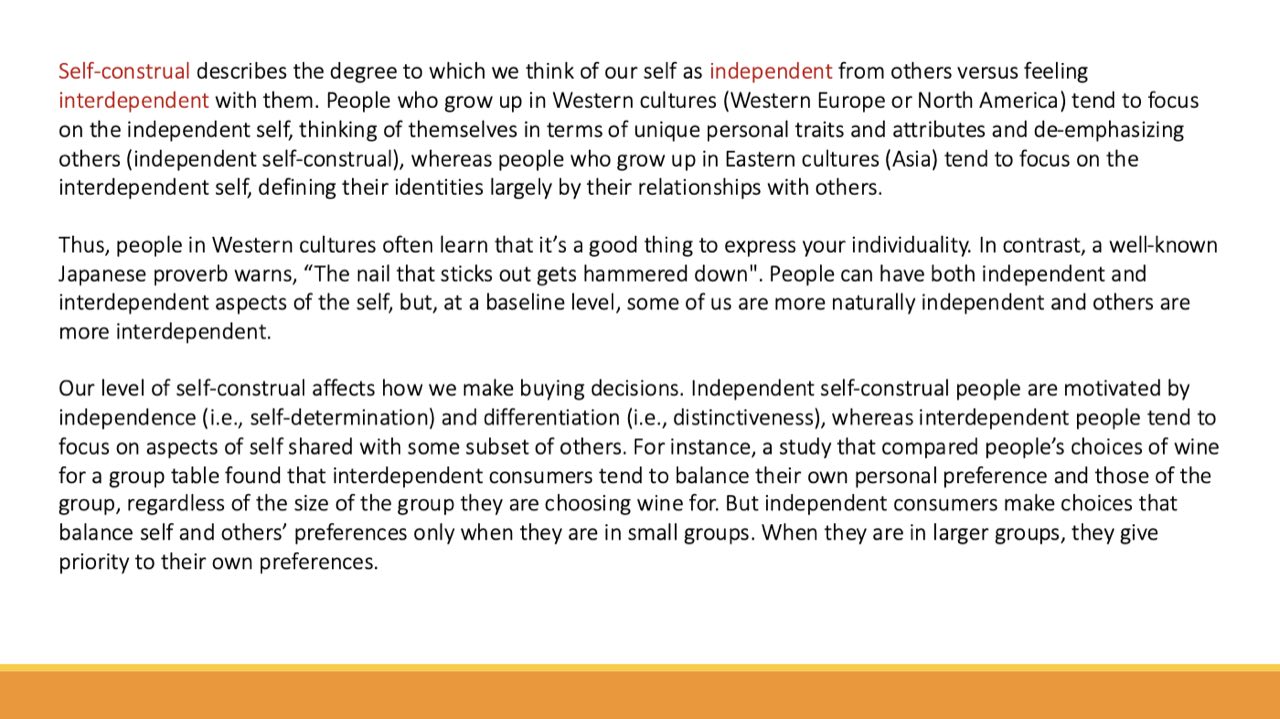 Self-construal describes the degree to which we think of our self as independent from others versus feeling
interdependent with them. People who grow up in Western cultures (Western Europe or North America) tend to focus
on the independent self, thinking of themselves in terms of unique personal traits and attributes and de-emphasizing
others (independent self-construal), whereas people who grow up in Eastern cultures (Asia) tend to focus on the
interdependent self, defining their identities largely by their relationships with others.
Thus, people in Western cultures often learn that it’s a good thing to express your individuality. In contrast, a well-known
Japanese proverb warns, “The nail that sticks out gets hammered down". People can have both independent and
interdependent aspects of the self, but, at a baseline level, some of us are more naturally independent and others are
more interdependent.
Our level of self-construal affects how we make buying decisions. Independent self-construal people are motivated by
independence (i.e., self-determination) and differentiation (i.e., distinctiveness), whereas interdependent people tend to
focus on aspects of self shared with some subset of others. For instance, a study that compared people’s choices of wine
for a group table found that interdependent consumers tend to balance their own personal preference and those of the
group, regardless of the size of the group they are choosing wine for. But independent consumers make choices that
balance self and others’ preferences only when they are in small groups. When they are in larger groups, they give
priority to their own preferences.